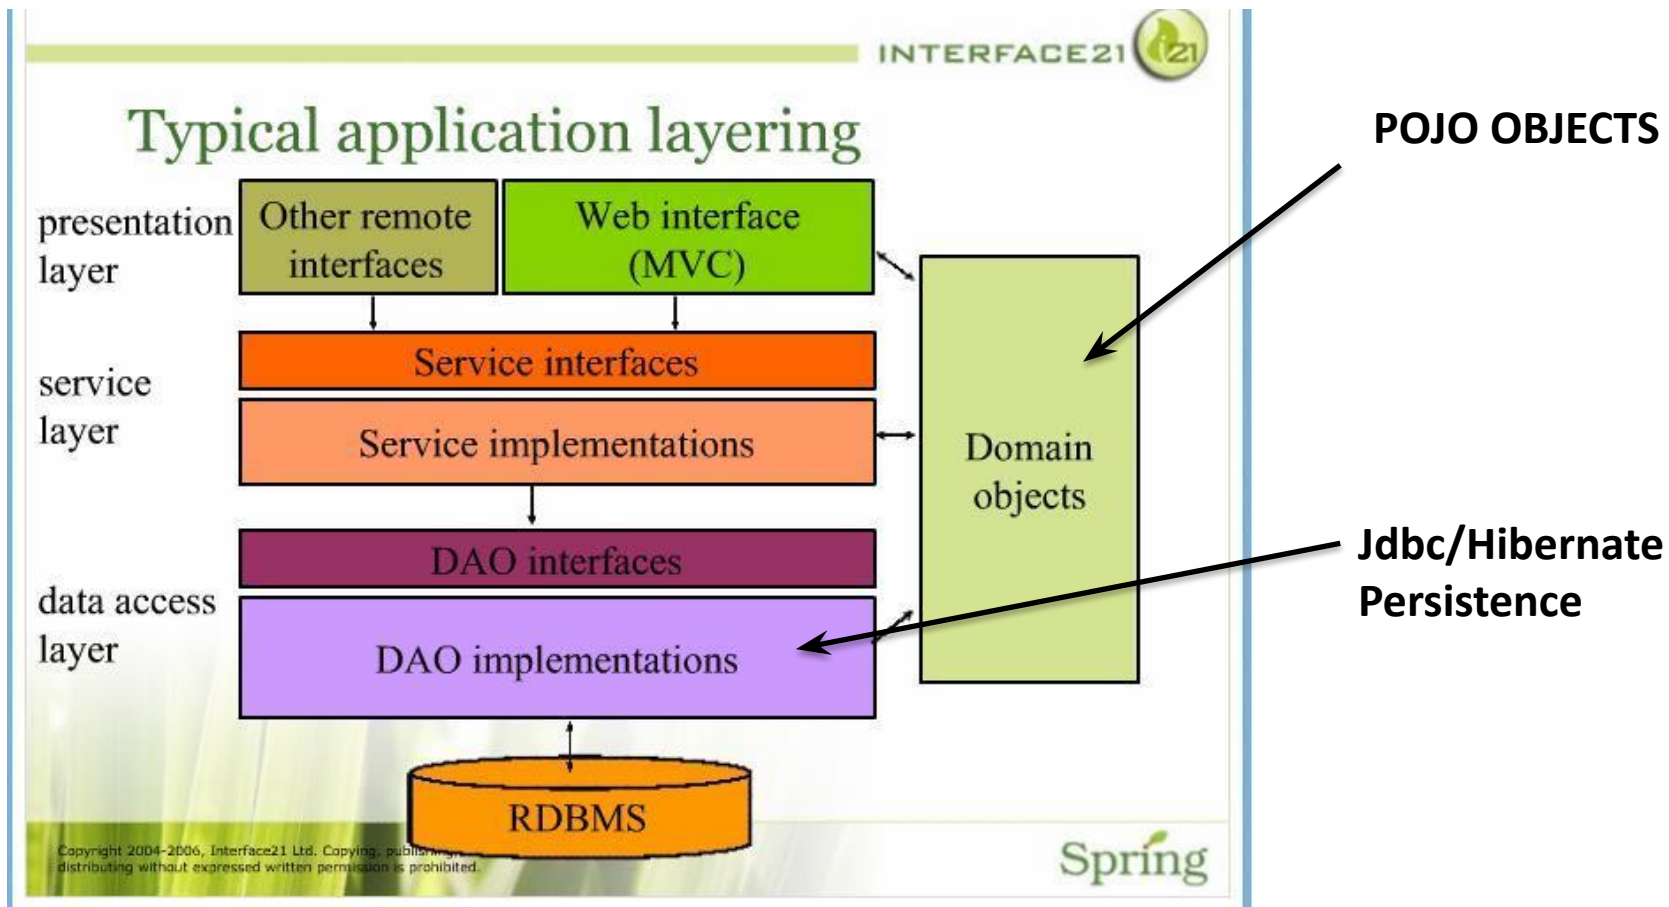 INTERFACE21
i21
Typical application layering
POJO OBJECTS
presentation
layer
Other remote
interfaces
Web interface
(MVC)
Service interfaces
service
layer
Service implementations
Domain
objects
DAO interfaces
Jdbc/Hibernate
Persistence
data access
layer
DAO implementations
RDBMS
Copyright 2004-2006, Interface21 Ltd. Copying,
distributing without expressed written permission is prohibited.
Spring